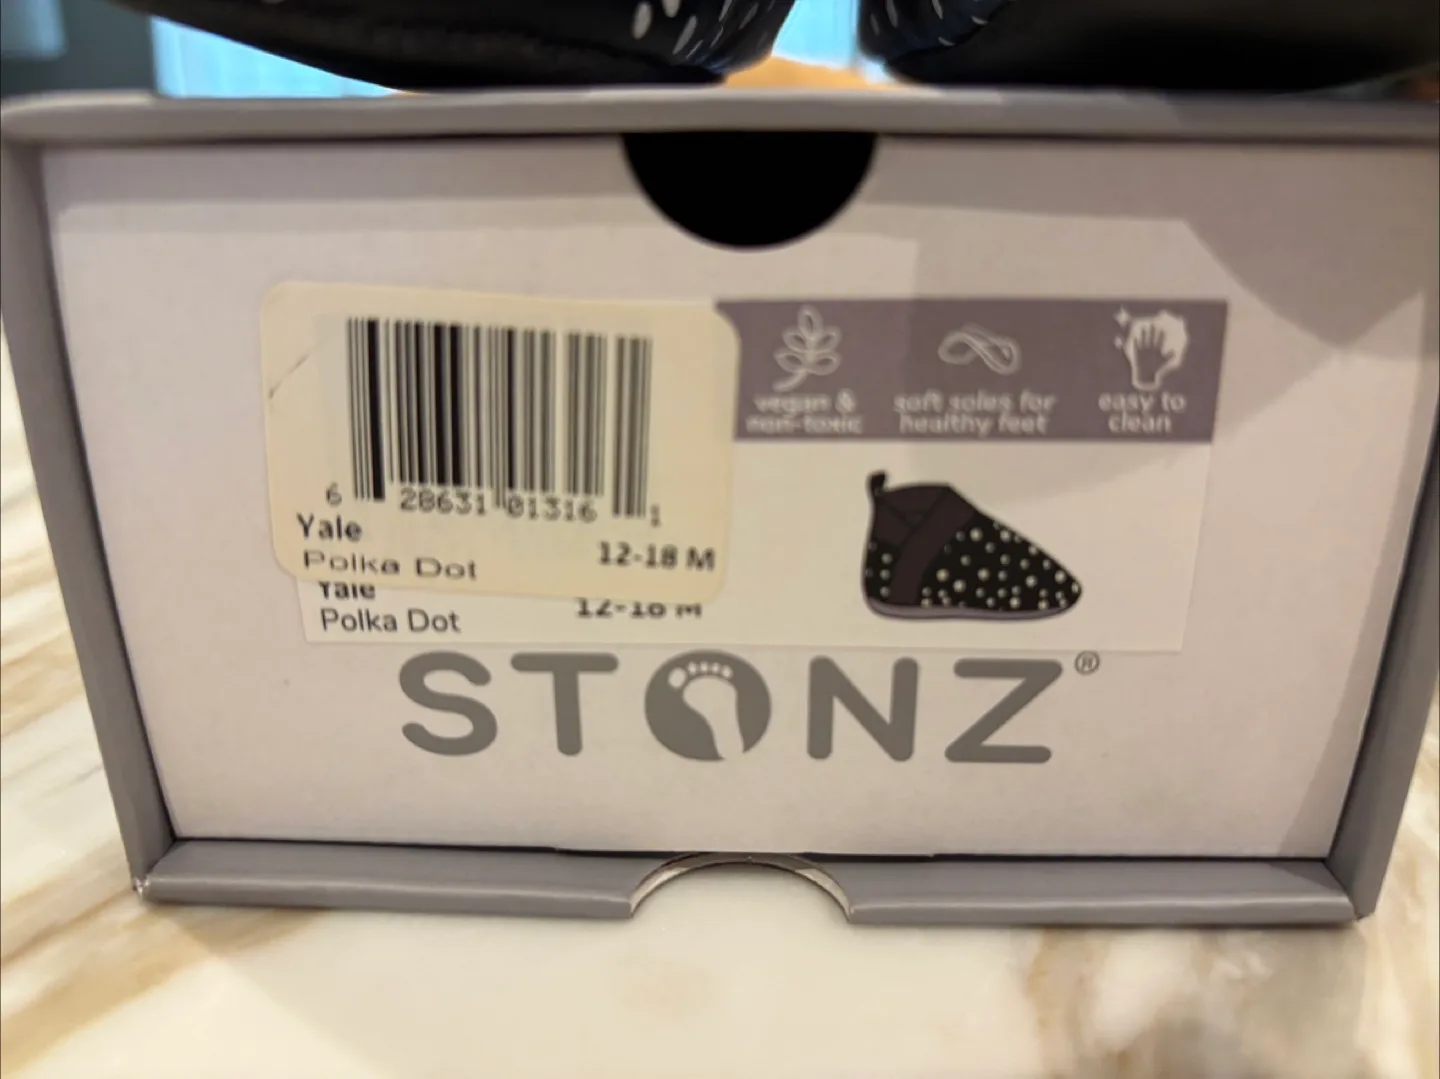 vegan &
non-toxic
soft soles for
healthy feet
easy to
clean
6 28631 01316 1
Yale
Polka Dot 12-18 M
Yale
Polka Dot 12-18 M
STONZ®